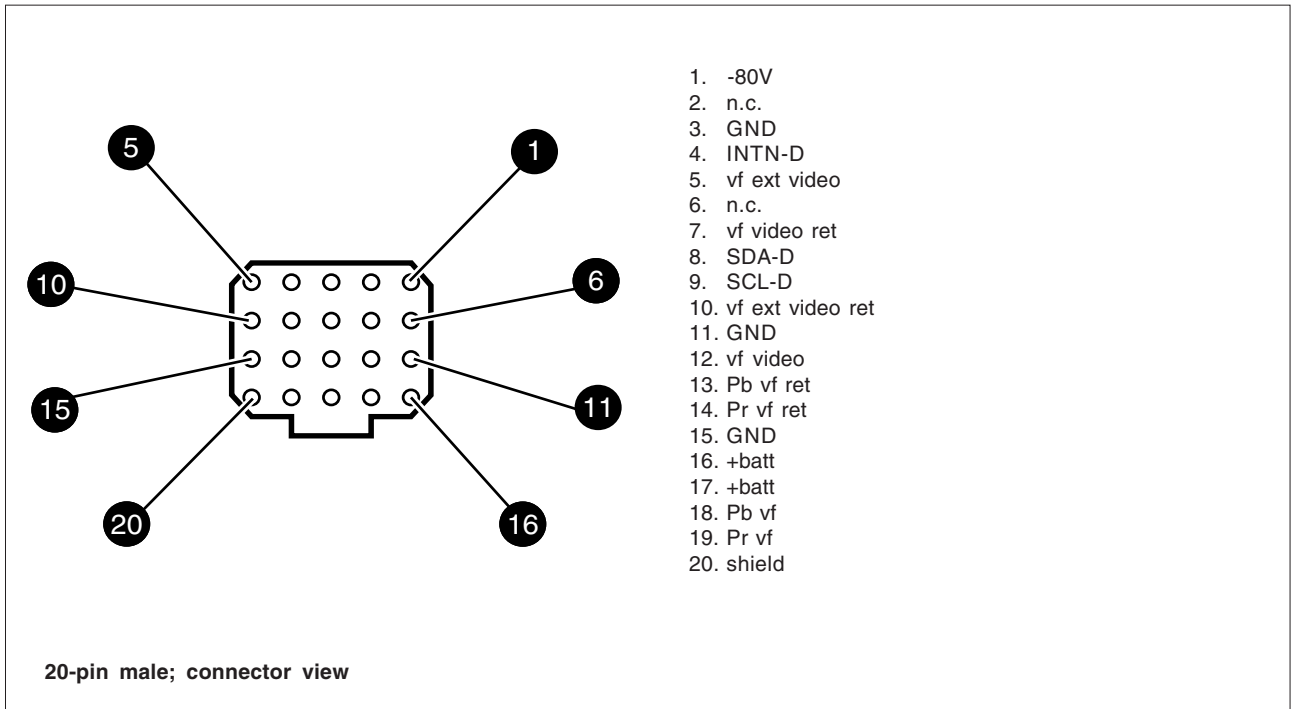 5
1
10
6
15
11
20
16
1. -80V
2. n.c.
3. GND
4. INTN-D
5. vf ext video
6. n.c.
7. vf video ret
8. SDA-D
9. SCL-D
10. vf ext video ret
11. GND
12. vf video
13. Pb vf ret
14. Pr vf ret
15. GND
16. +batt
17. +batt
18. Pb vf
19. Pr vf
20. shield
20-pin male; connector view